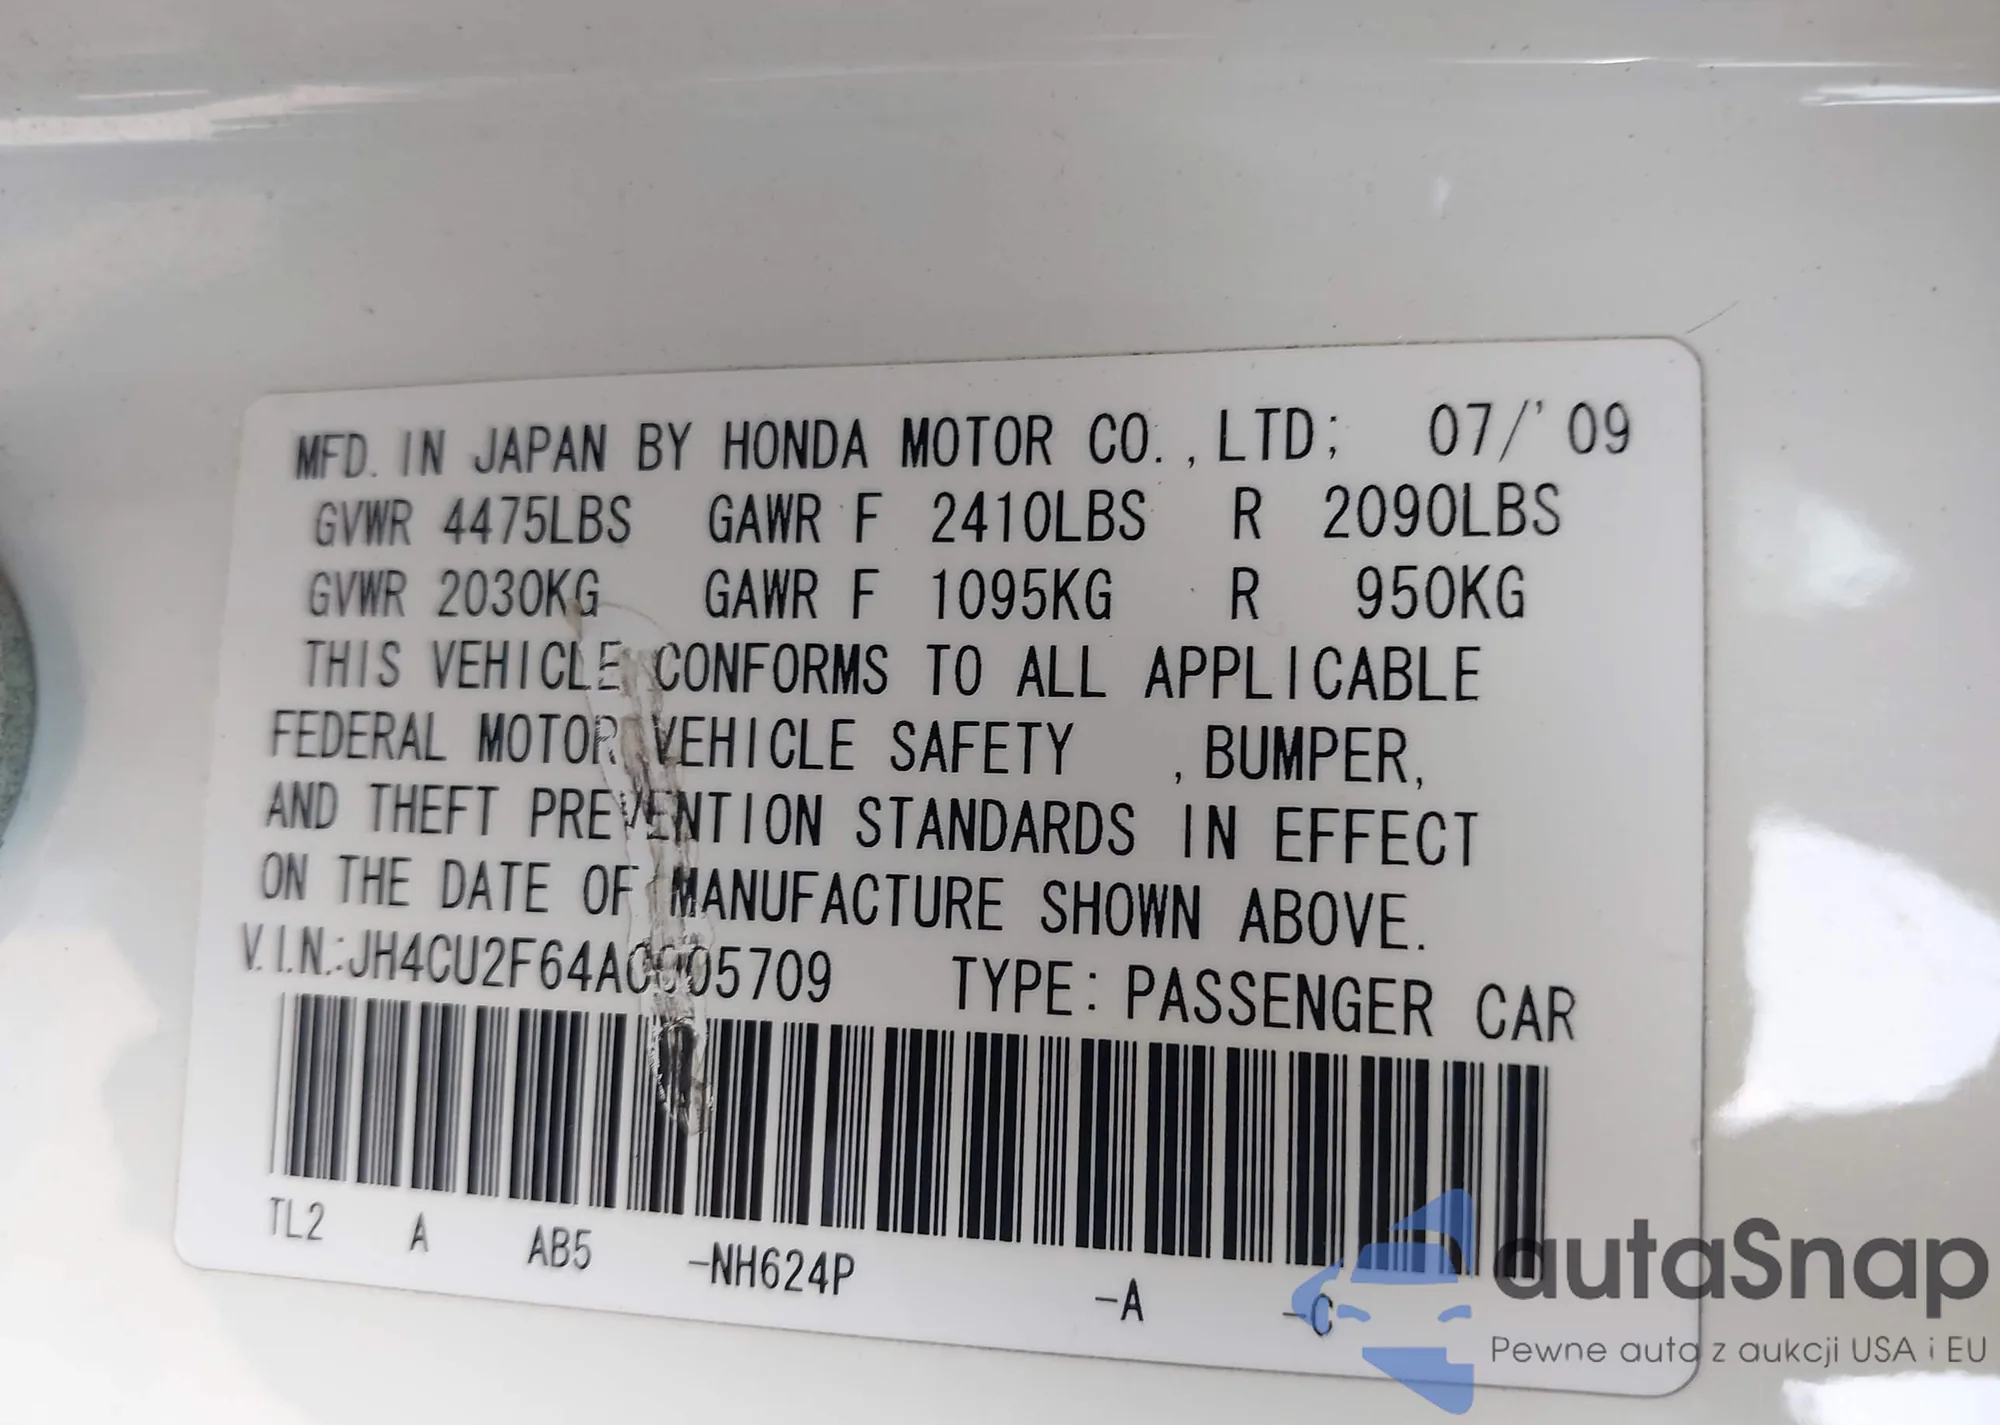 MFD. IN JAPAN BY HONDA MOTOR CO., LTD; 07/'09
GVWR 4475LBS GAWR F 2410LBS R 2090LBS
GVWR 2030KG GAWR F 1095KG R 950KG
THIS VEHICLE CONFORMS TO ALL APPLICABLE
FEDERAL MOTOR VEHICLE SAFETY , BUMPER,
AND THEFT PREVENTION STANDARDS IN EFFECT
ON THE DATE OF MANUFACTURE SHOWN ABOVE.
V.I.N.: JH4CU2F64AC005709 TYPE: PASSENGER CAR
TL2 A AB5 -NH624P -A -C
autaSnap
Pewne auta z aukcji USA i EU